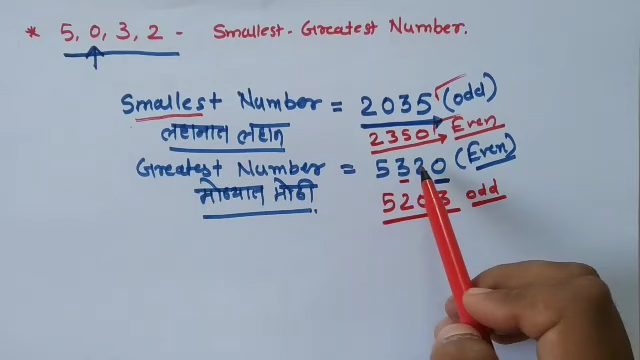 * 5, 0, 3, 2 - Smallest-Greatest Number.
Smallest Number = 2035 (odd)
लहानात लहान 2350 Even
Greatest Number = 5320 (Even)
मोठ्यात मोठी 5203 odd